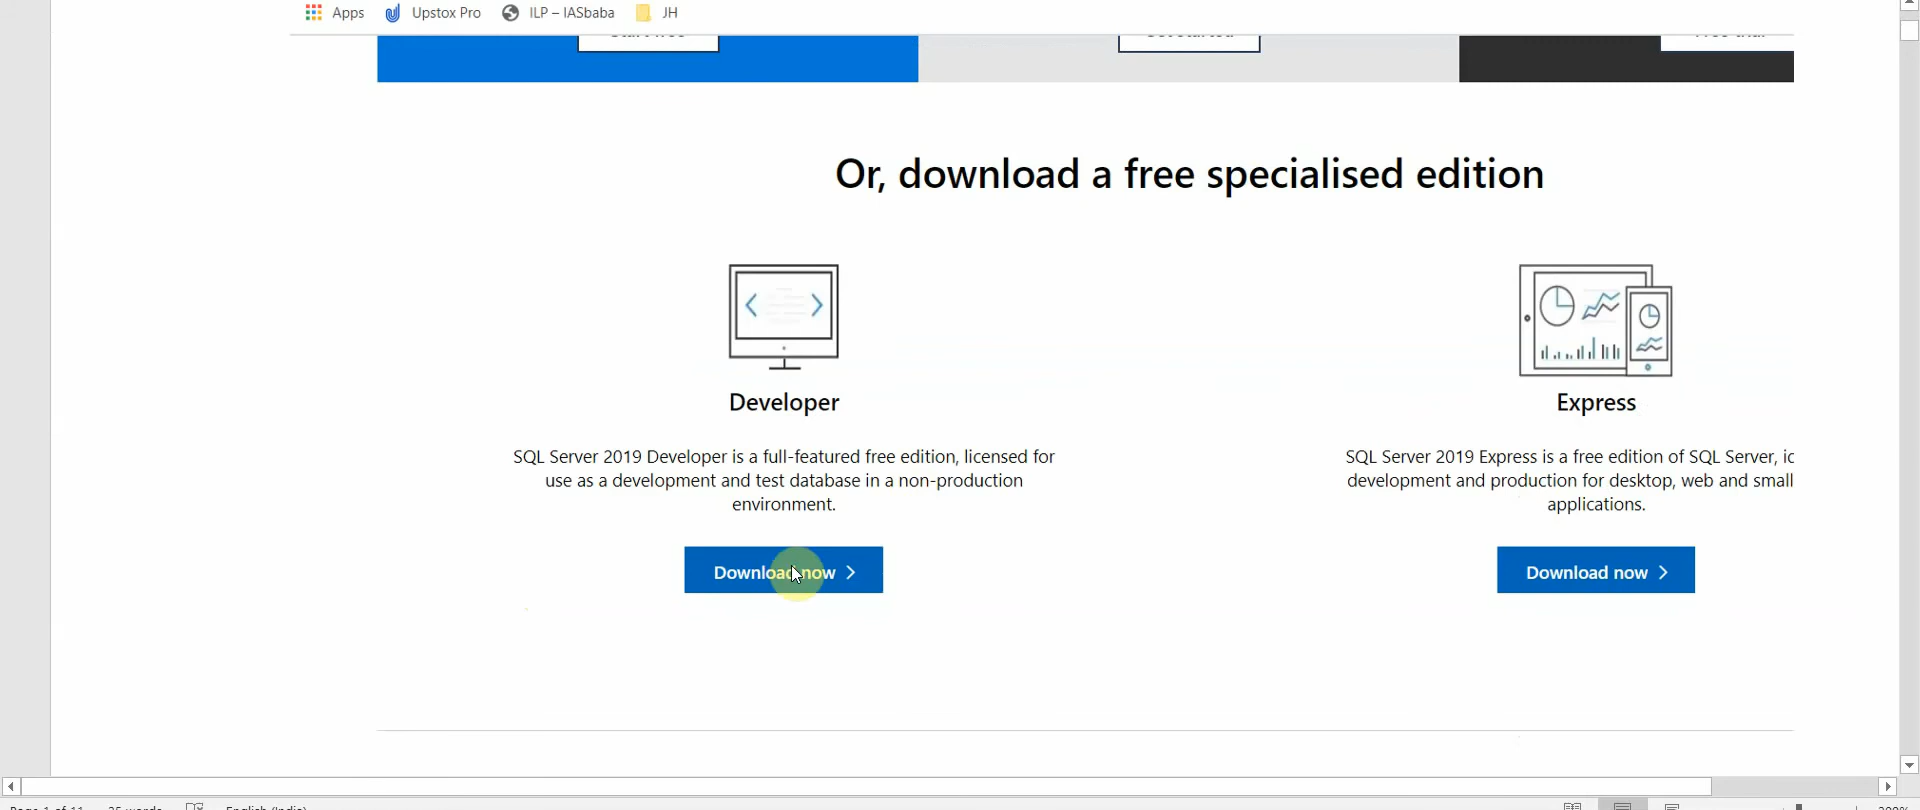 Apps Upstox Pro ILP – IASbaba JH
Or, download a free specialised edition
Developer
SQL Server 2019 Developer is a full-featured free edition, licensed for
use as a development and test database in a non-production
environment.
Download now
Express
SQL Server 2019 Express is a free edition of SQL Server,
development and production for desktop, web and small
applications.
Download now